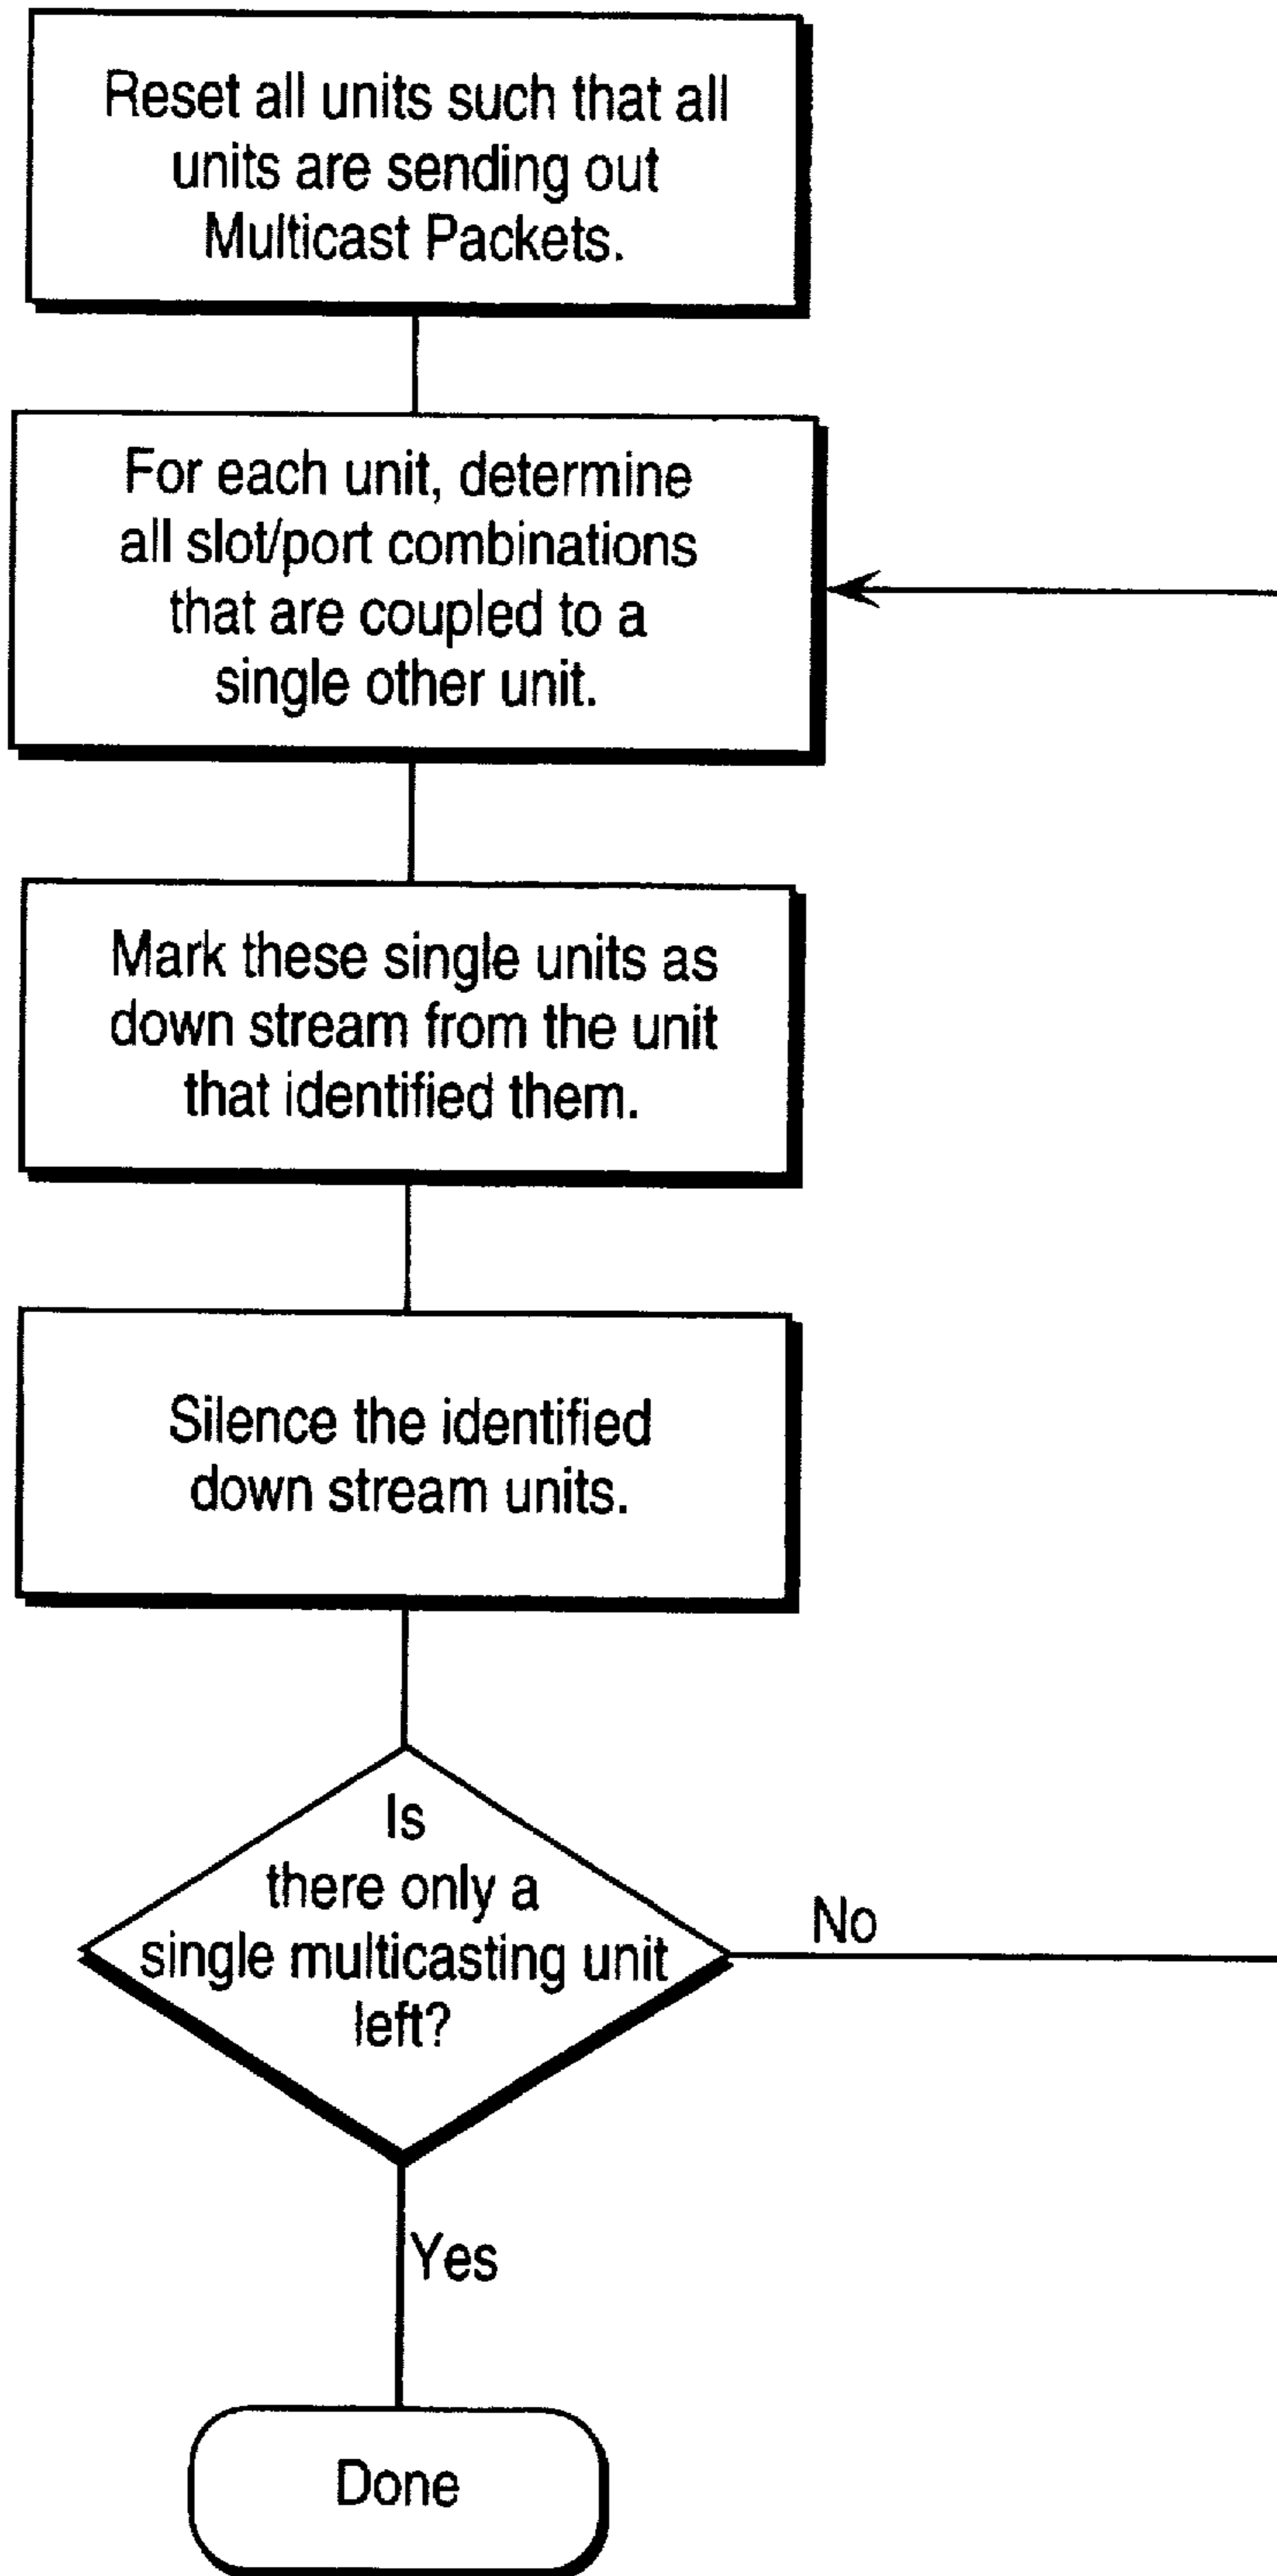 Reset all units such that all
units are sending out
Multicast Packets.
For each unit, determine
all slot/port combinations
that are coupled to a
single other unit.
Mark these single units as
down stream from the unit
that identified them.
Silence the identified
down stream units.
Is
there only a
single multicasting unit
left?
No
Yes
Done